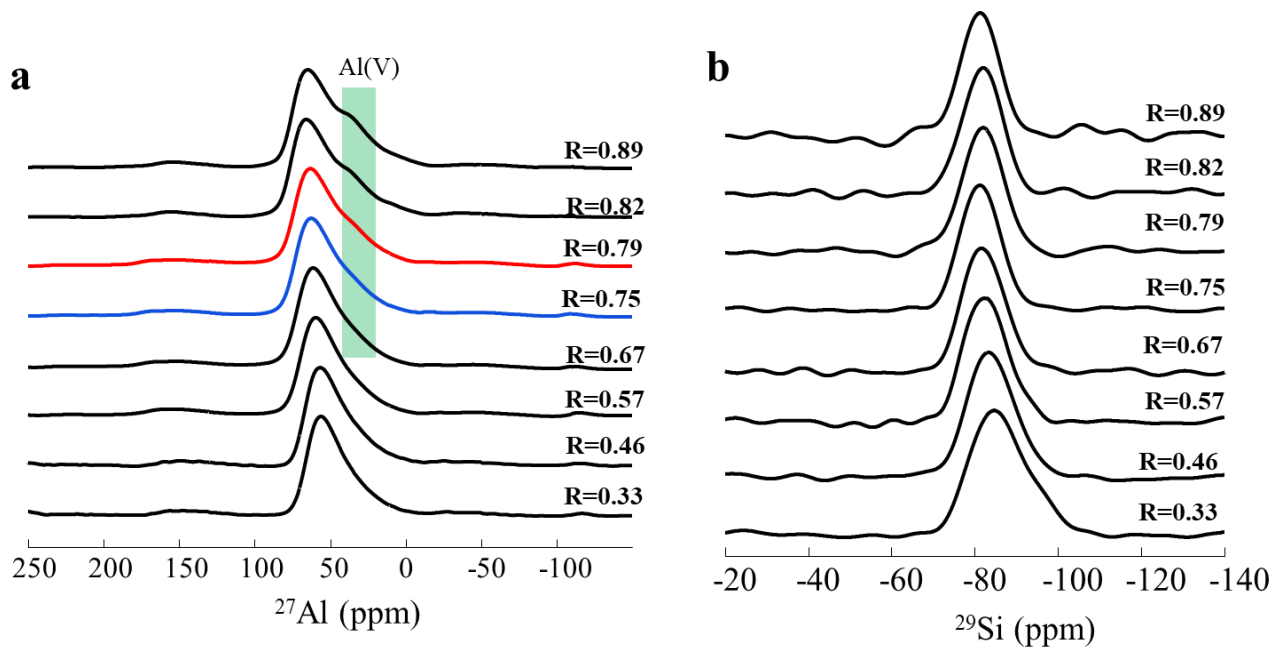 a
Al(V)
R=0.89
R=0.82
R=0.79
R=0.75
R=0.67
R=0.57
R=0.46
R=0.33
250 200 150 100 50 0 -50 -100
²⁷Al (ppm)
b
R=0.89
R=0.82
R=0.79
R=0.75
R=0.67
R=0.57
R=0.46
R=0.33
-20 -40 -60 -80 -100 -120 -140
²⁹Si (ppm)